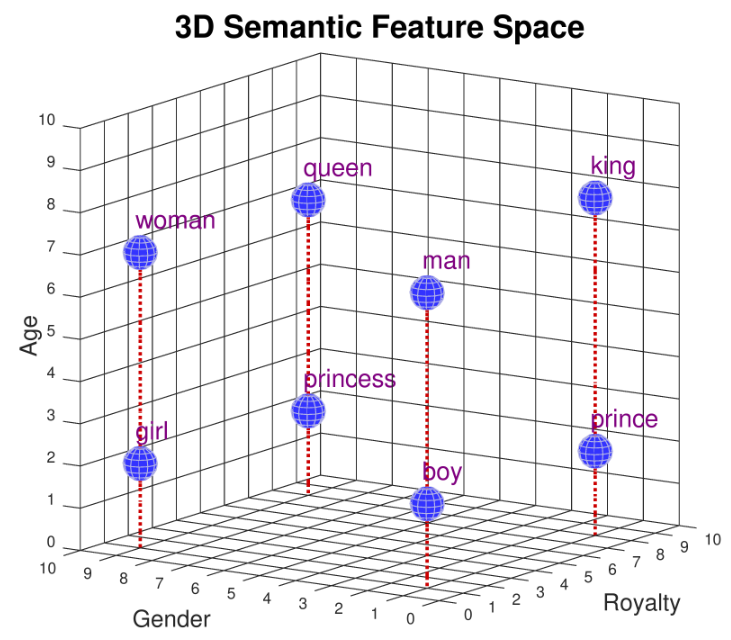 3D Semantic Feature Space
10
9
8
7
6
5
4
3
2
1
0
Age
queen
king
woman
man
princess
girl
prince
boy
10
9
8
7
6
5
4
3
2
1
0
Gender
0
1
2
3
4
5
6
7
8
9
10
Royalty